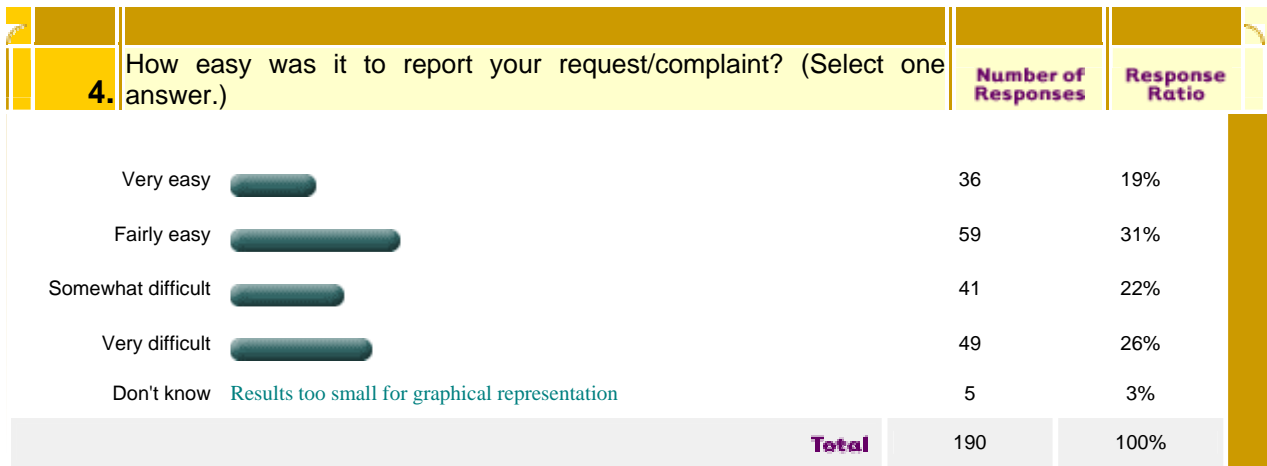 4. How easy was it to report your request/complaint? (Select one
answer.)
Number of
Responses
Response
Ratio
Very easy 36 19%
Fairly easy 59 31%
Somewhat difficult 41 22%
Very difficult 49 26%
Don't know Results too small for graphical representation 5 3%
Total 190 100%